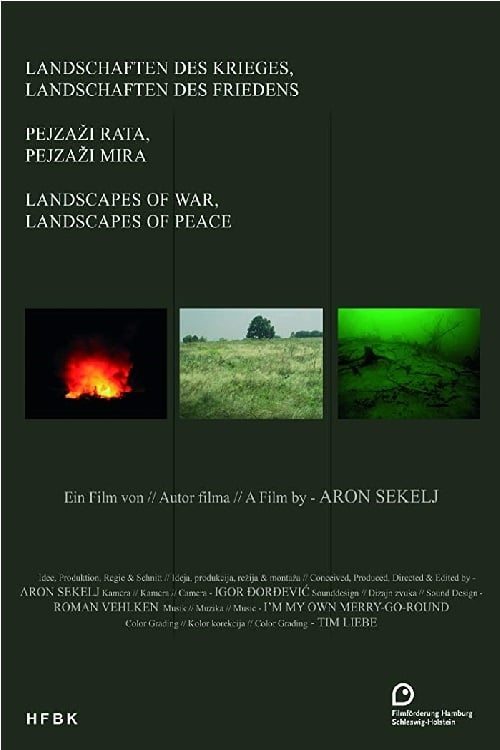 LANDSCHAFTEN DES KRIEGES,
LANDSCHAFTEN DES FRIEDENS
PEJZAŽI RATA,
PEJZAŽI MIRA
LANDSCAPES OF WAR,
LANDSCAPES OF PEACE
Ein Film von // Autor filma // A Film by - ARON SEKELJ
Idee, Produktion, Regie & Schnitt // Ideja, produkcija, režija & montaža // Conceived, Produced, Directed & Edited by -
ARON SEKELJ Kamera // Kamera // Camera - IGOR ĐORĐEVIĆ Sounddesign // Dizajn zvuka // Sound Design -
ROMAN VEHLKEN Musik // Muzika // Music - I'M MY OWN MERRY-GO-ROUND
Color Grading // Kolor korekcija // Color Grading - TIM LIEBE
HFBK
Filmförderung Hamburg
Schleswig-Holstein